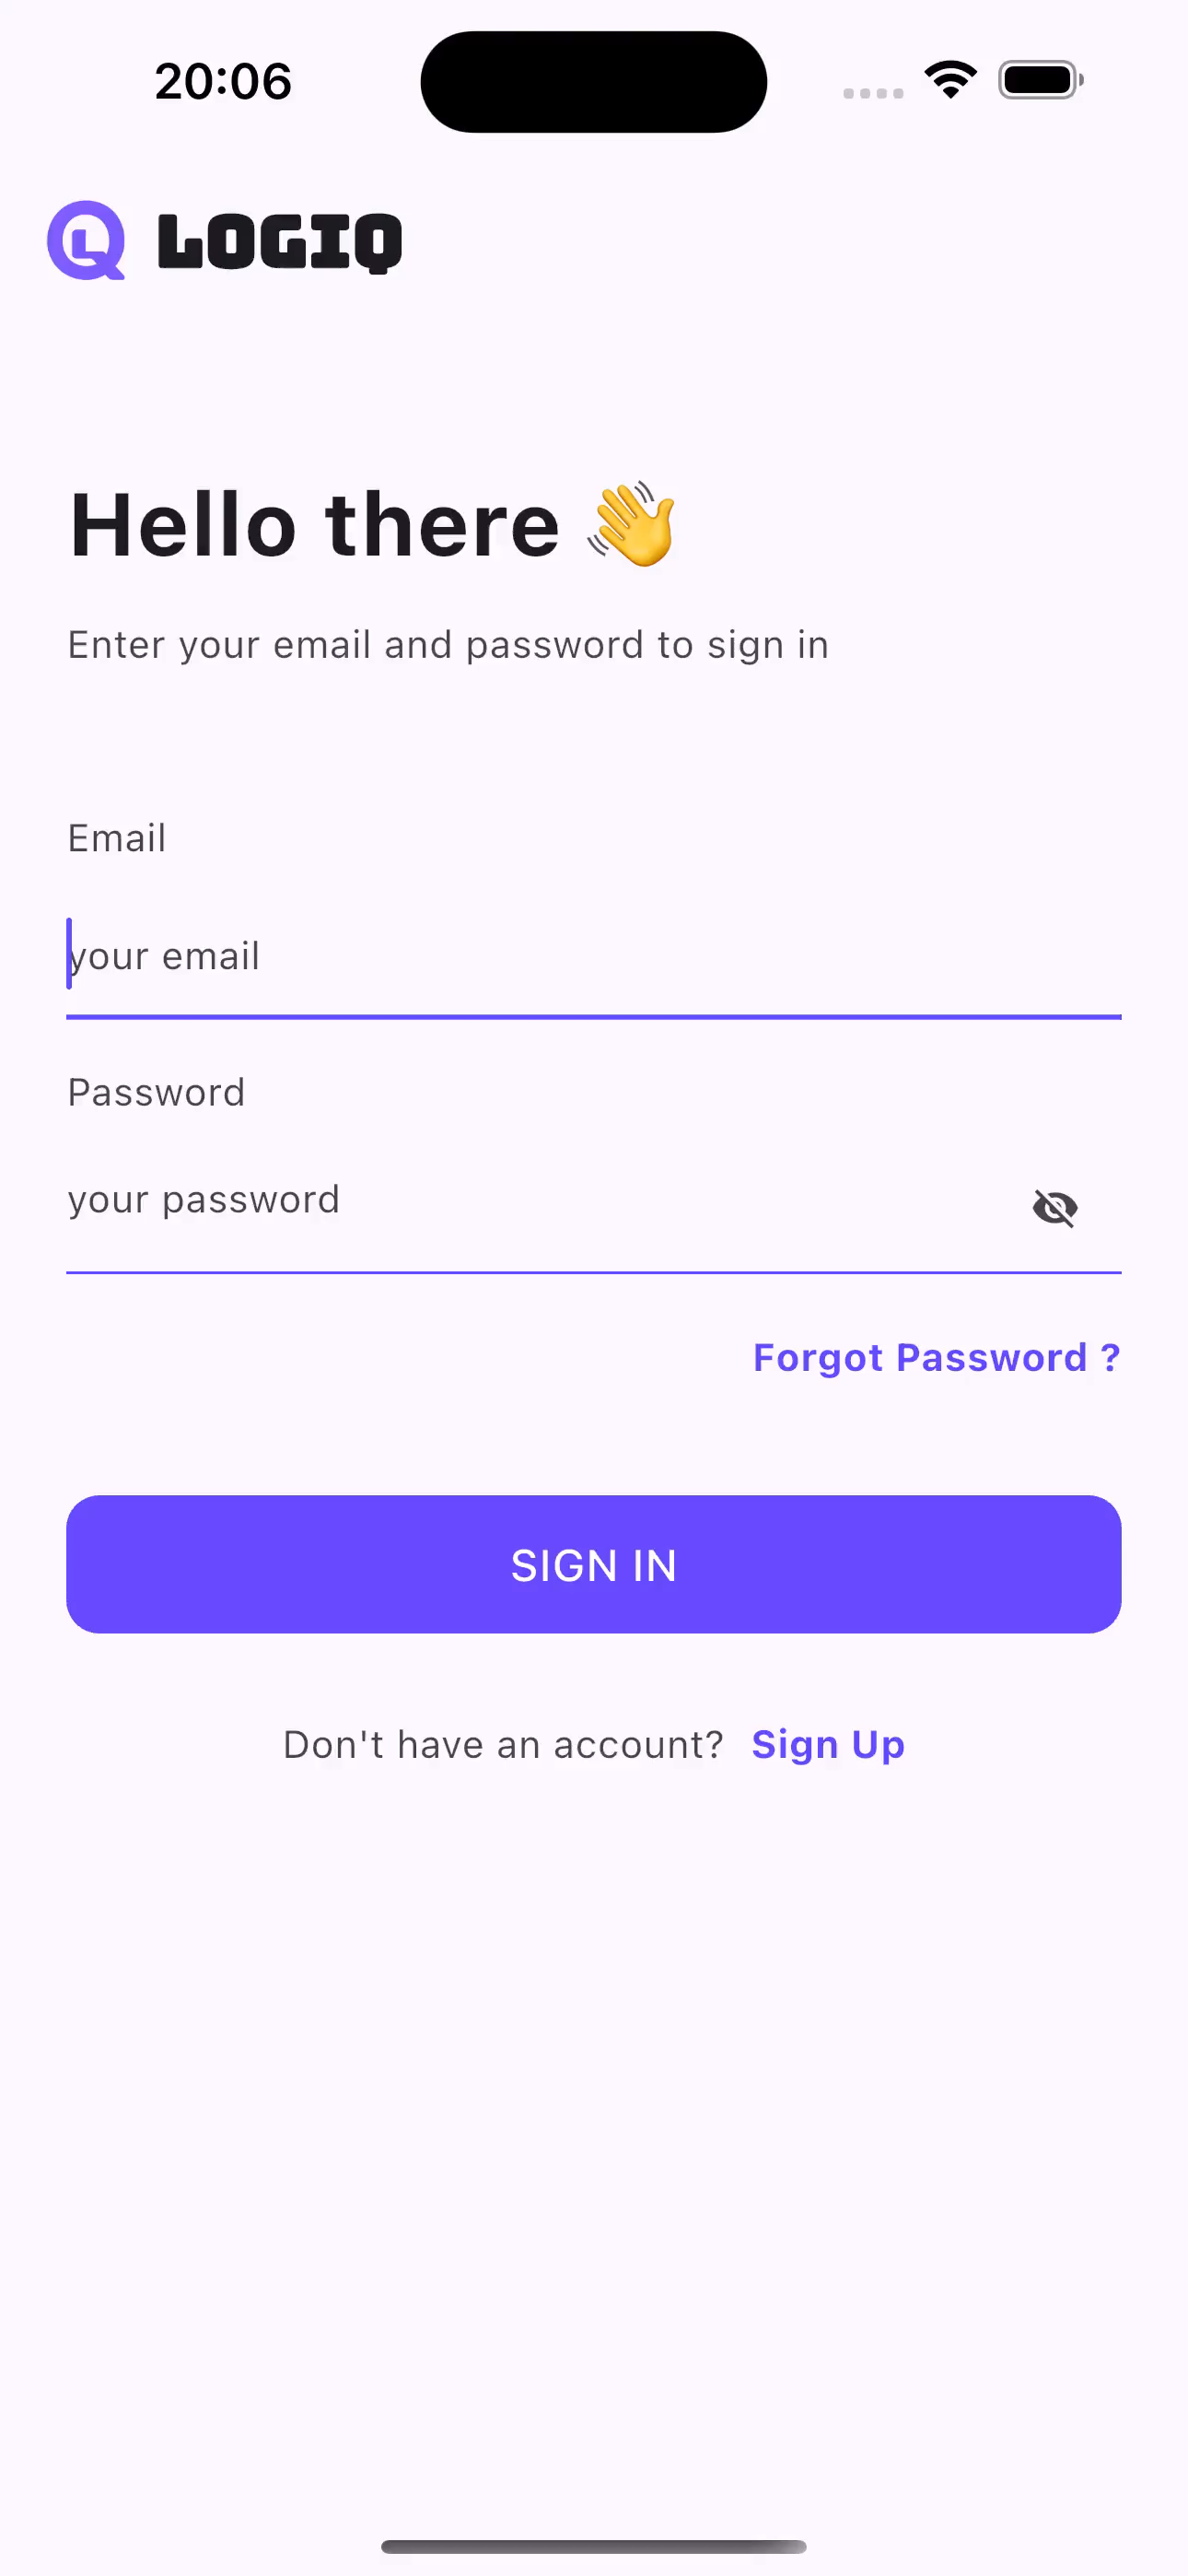 20:06
LOGIQ
Hello there 👋
Enter your email and password to sign in
Email
your email
Password
your password
Forgot Password ?
SIGN IN
Don't have an account? Sign Up